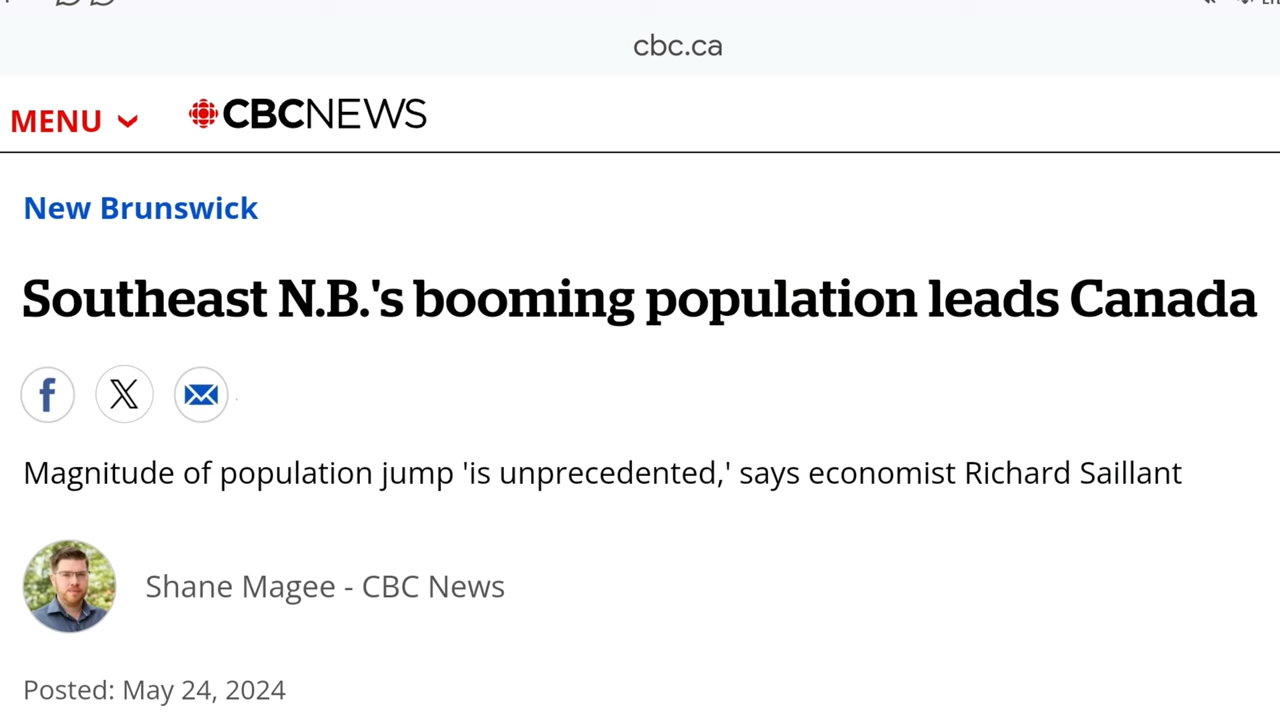 cbc.ca
MENU
CBCNEWS
New Brunswick
Southeast N.B.'s booming population leads Canada
Magnitude of population jump 'is unprecedented,' says economist Richard Saillant
Shane Magee - CBC News
Posted: May 24, 2024